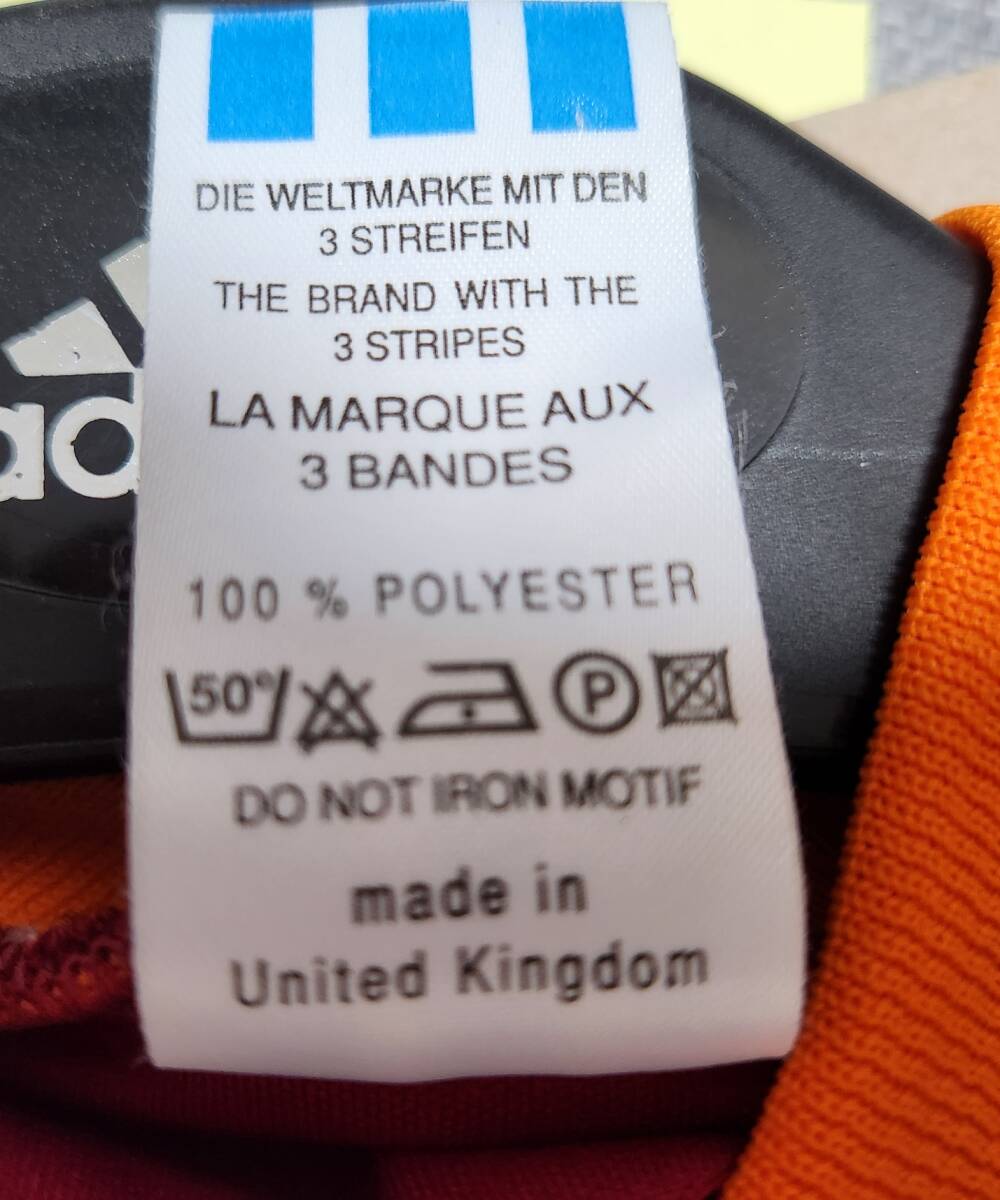 DIE WELTMARKE MIT DEN
3 STREIFEN
THE BRAND WITH THE
3 STRIPES
LA MARQUE AUX
3 BANDES
100 % POLYESTER
50° P
DO NOT IRON MOTIF
made in
United Kingdom